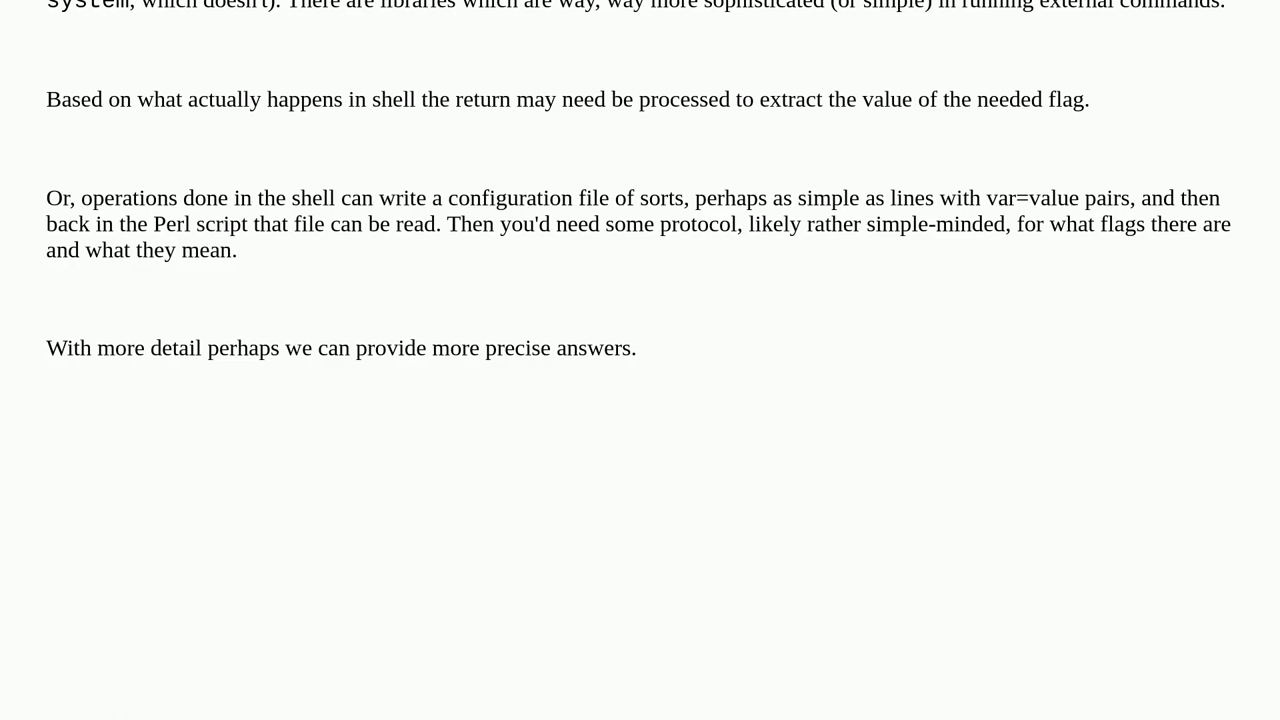 system, which doesn't). There are libraries which are way, way more sophisticated (or simple) in running external commands.
Based on what actually happens in shell the return may need be processed to extract the value of the needed flag.
Or, operations done in the shell can write a configuration file of sorts, perhaps as simple as lines with var=value pairs, and then
back in the Perl script that file can be read. Then you'd need some protocol, likely rather simple-minded, for what flags there are
and what they mean.
With more detail perhaps we can provide more precise answers.